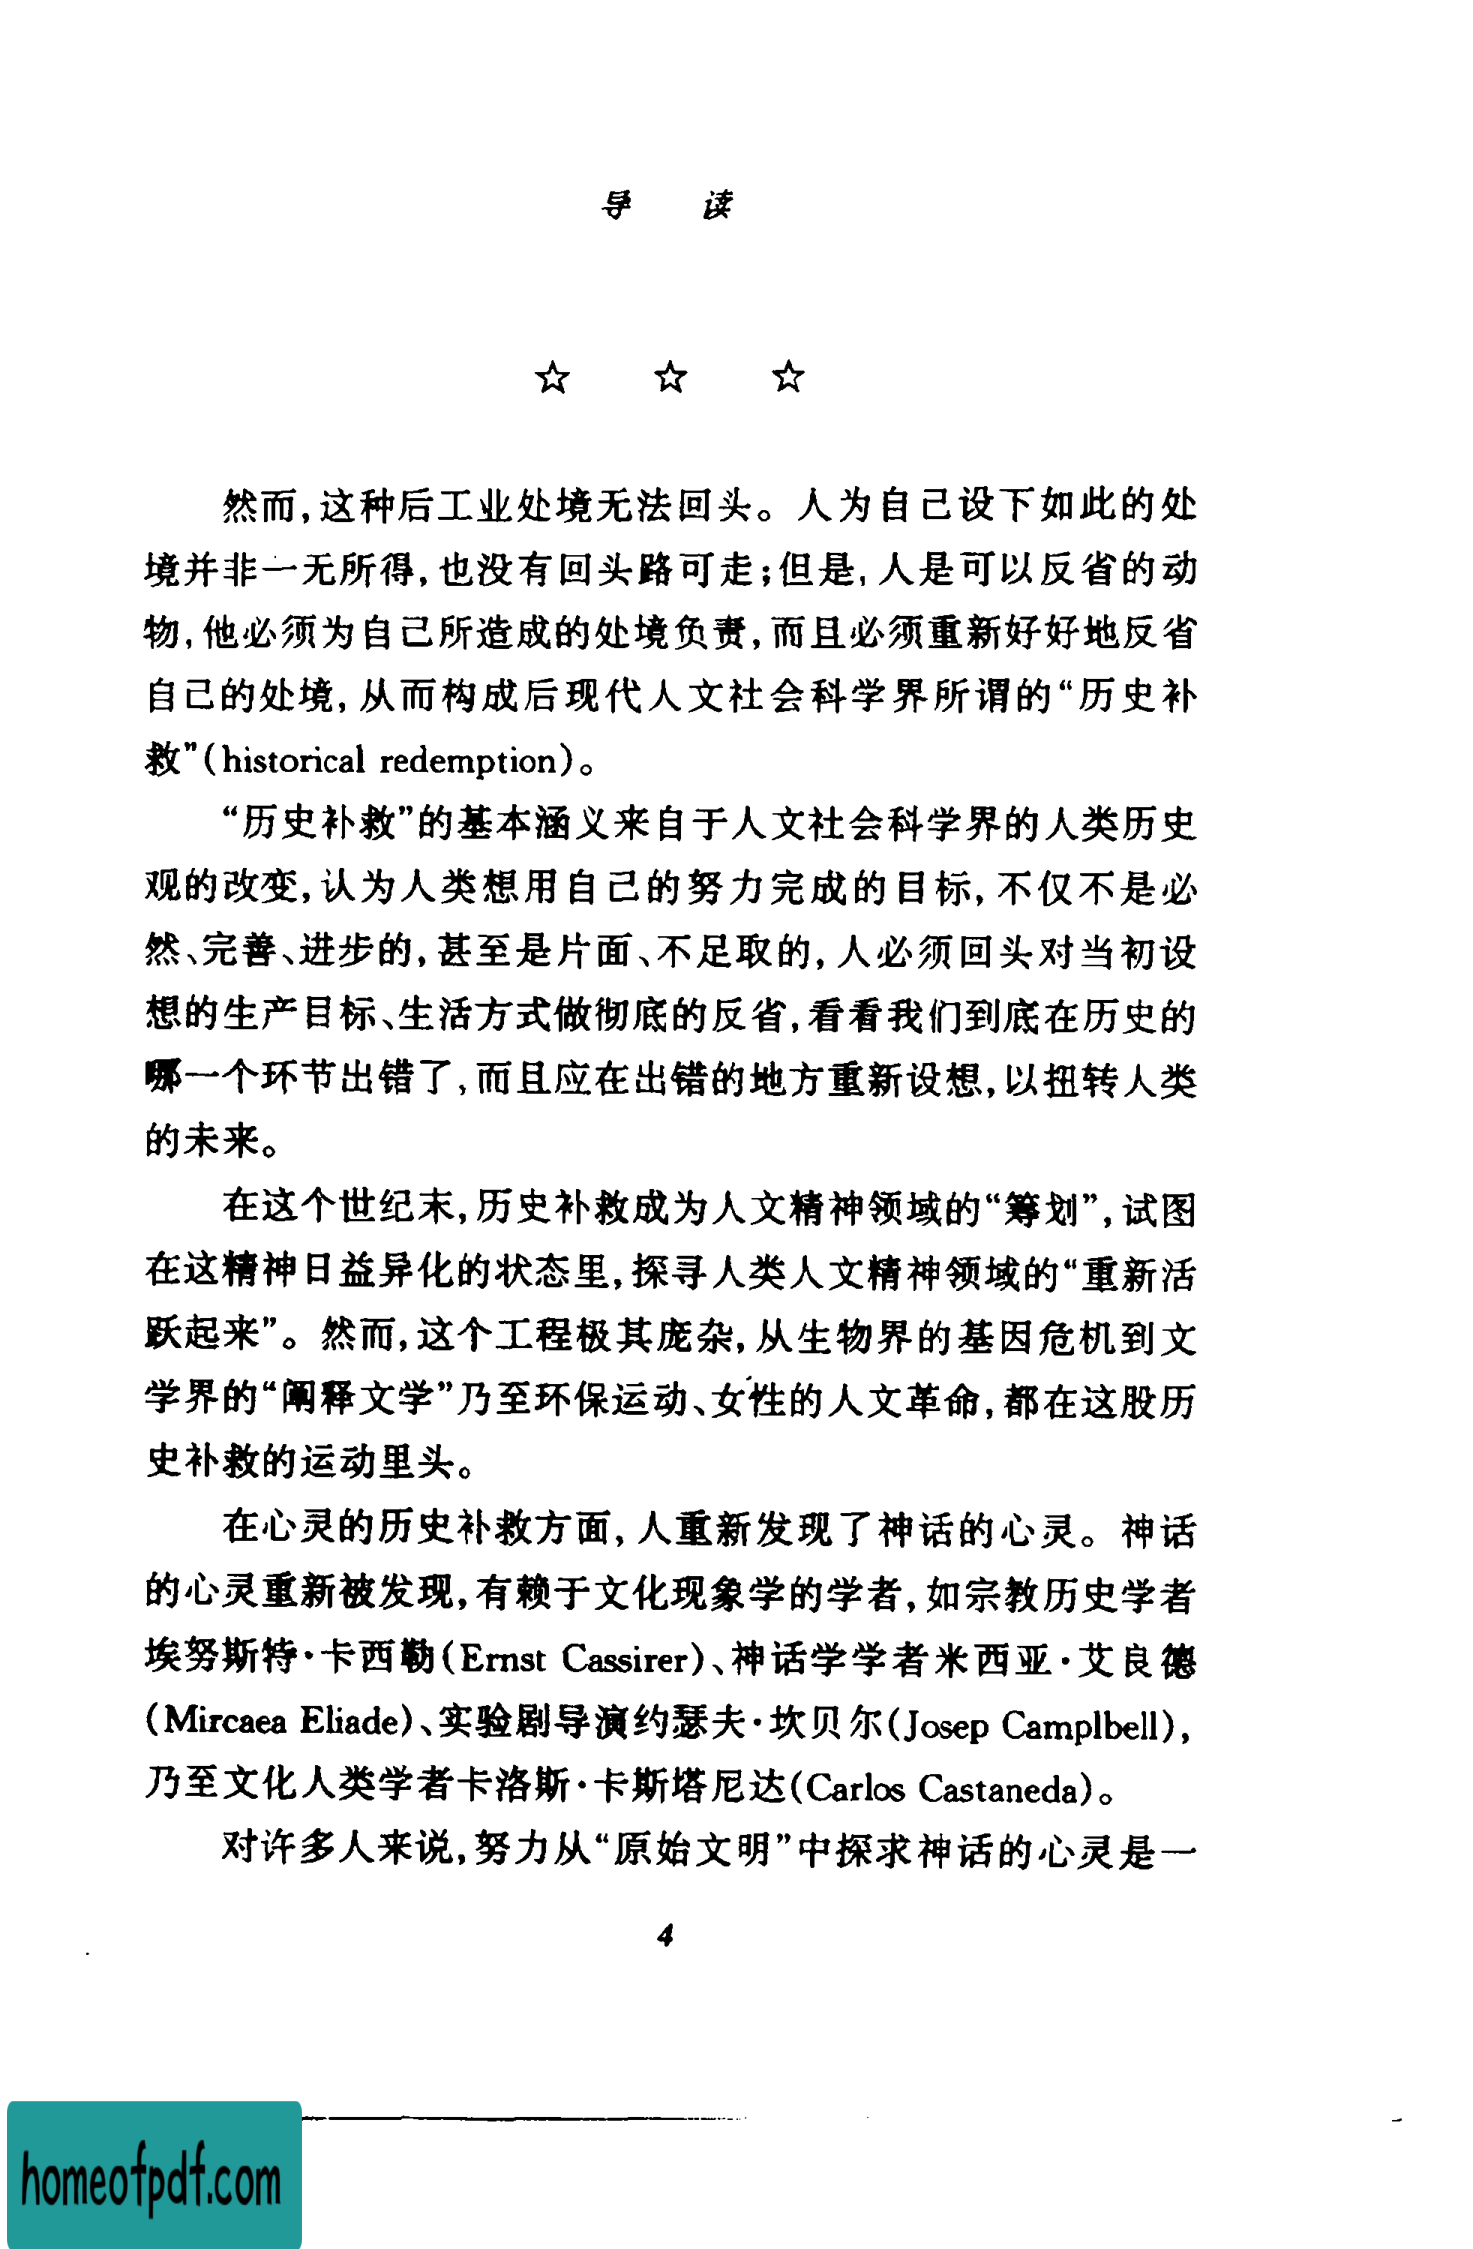 导 读
☆ ☆ ☆
然而,这种后工业处境无法回头。人为自己设下如此的处
境并非一无所得,也没有回头路可走;但是,人是可以反省的动
物,他必须为自己所造成的处境负责,而且必须重新好好地反省
自己的处境,从而构成后现代人文社会科学界所谓的“历史补
救”(historical redemption)。
“历史补救”的基本涵义来自于人文社会科学界的人类历史
观的改变,认为人类想用自己的努力完成的目标,不仅不是必
然、完善、进步的,甚至是片面、不足取的,人必须回头对当初设
想的生产目标、生活方式做彻底的反省,看看我们到底在历史的
哪一个环节出错了,而且应在出错的地方重新设想,以扭转人类
的未来。
在这个世纪末,历史补救成为人文精神领域的“筹划”,试图
在这精神日益异化的状态里,探寻人类人文精神领域的“重新活
跃起来”。然而,这个工程极其庞杂,从生物界的基因危机到文
学界的“阐释文学”乃至环保运动、女性的人文革命,都在这股历
史补救的运动里头。
在心灵的历史补救方面,人重新发现了神话的心灵。神话
的心灵重新被发现,有赖于文化现象学的学者,如宗教历史学者
埃努斯特·卡西勒(Ernst Cassirer)、神话学学者米西亚·艾良德
(Mircaea Eliade)、实验剧导演约瑟夫·坎贝尔(Josep Camplbell),
乃至文化人类学者卡洛斯·卡斯塔尼达(Carlos Castaneda)。
对许多人来说,努力从“原始文明”中探求神话的心灵是一
4
homeofpdf.com